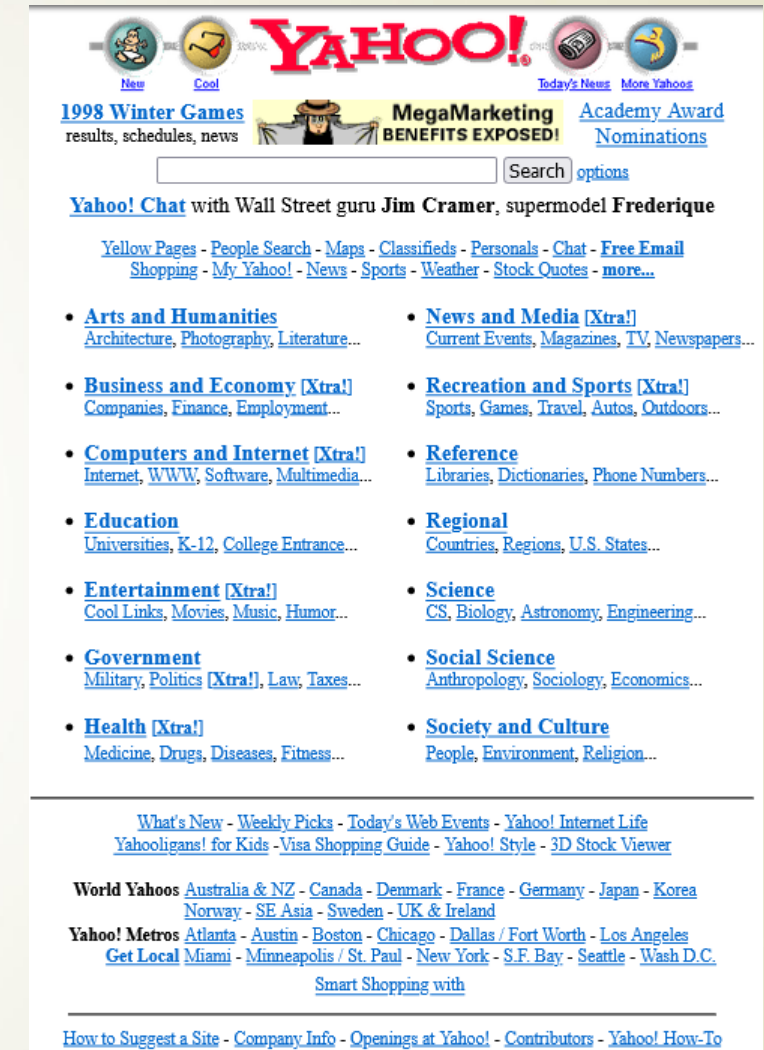 YAHOO!
New Cool Today's News More Yahoos
1998 Winter Games
results, schedules, news
MegaMarketing
BENEFITS EXPOSED!
Academy Award
Nominations
Search options
Yahoo! Chat with Wall Street guru Jim Cramer, supermodel Frederique
Yellow Pages - People Search - Maps - Classifieds - Personals - Chat - Free Email
Shopping - My Yahoo! - News - Sports - Weather - Stock Quotes - more...
Arts and Humanities
Architecture, Photography, Literature...
News and Media [Xtra!]
Current Events, Magazines, TV, Newspapers...
Business and Economy [Xtra!]
Companies, Finance, Employment...
Recreation and Sports [Xtra!]
Sports, Games, Travel, Autos, Outdoors...
Computers and Internet [Xtra!]
Internet, WWW, Software, Multimedia...
Reference
Libraries, Dictionaries, Phone Numbers...
Education
Universities, K-12, College Entrance...
Regional
Countries, Regions, U.S. States...
Entertainment [Xtra!]
Cool Links, Movies, Music, Humor...
Science
CS, Biology, Astronomy, Engineering...
Government
Military, Politics [Xtra!], Law, Taxes...
Social Science
Anthropology, Sociology, Economics...
Health [Xtra!]
Medicine, Drugs, Diseases, Fitness...
Society and Culture
People, Environment, Religion...
What's New - Weekly Picks - Today's Web Events - Yahoo! Internet Life
Yahooligans! for Kids -Visa Shopping Guide - Yahoo! Style - 3D Stock Viewer
World Yahoos Australia & NZ - Canada - Denmark - France - Germany - Japan - Korea
Norway - SE Asia - Sweden - UK & Ireland
Yahoo! Metros Atlanta - Austin - Boston - Chicago - Dallas / Fort Worth - Los Angeles
Get Local Miami - Minneapolis / St. Paul - New York - S.F. Bay - Seattle - Wash D.C.
Smart Shopping with
How to Suggest a Site - Company Info - Openings at Yahoo! - Contributors - Yahoo! How-To